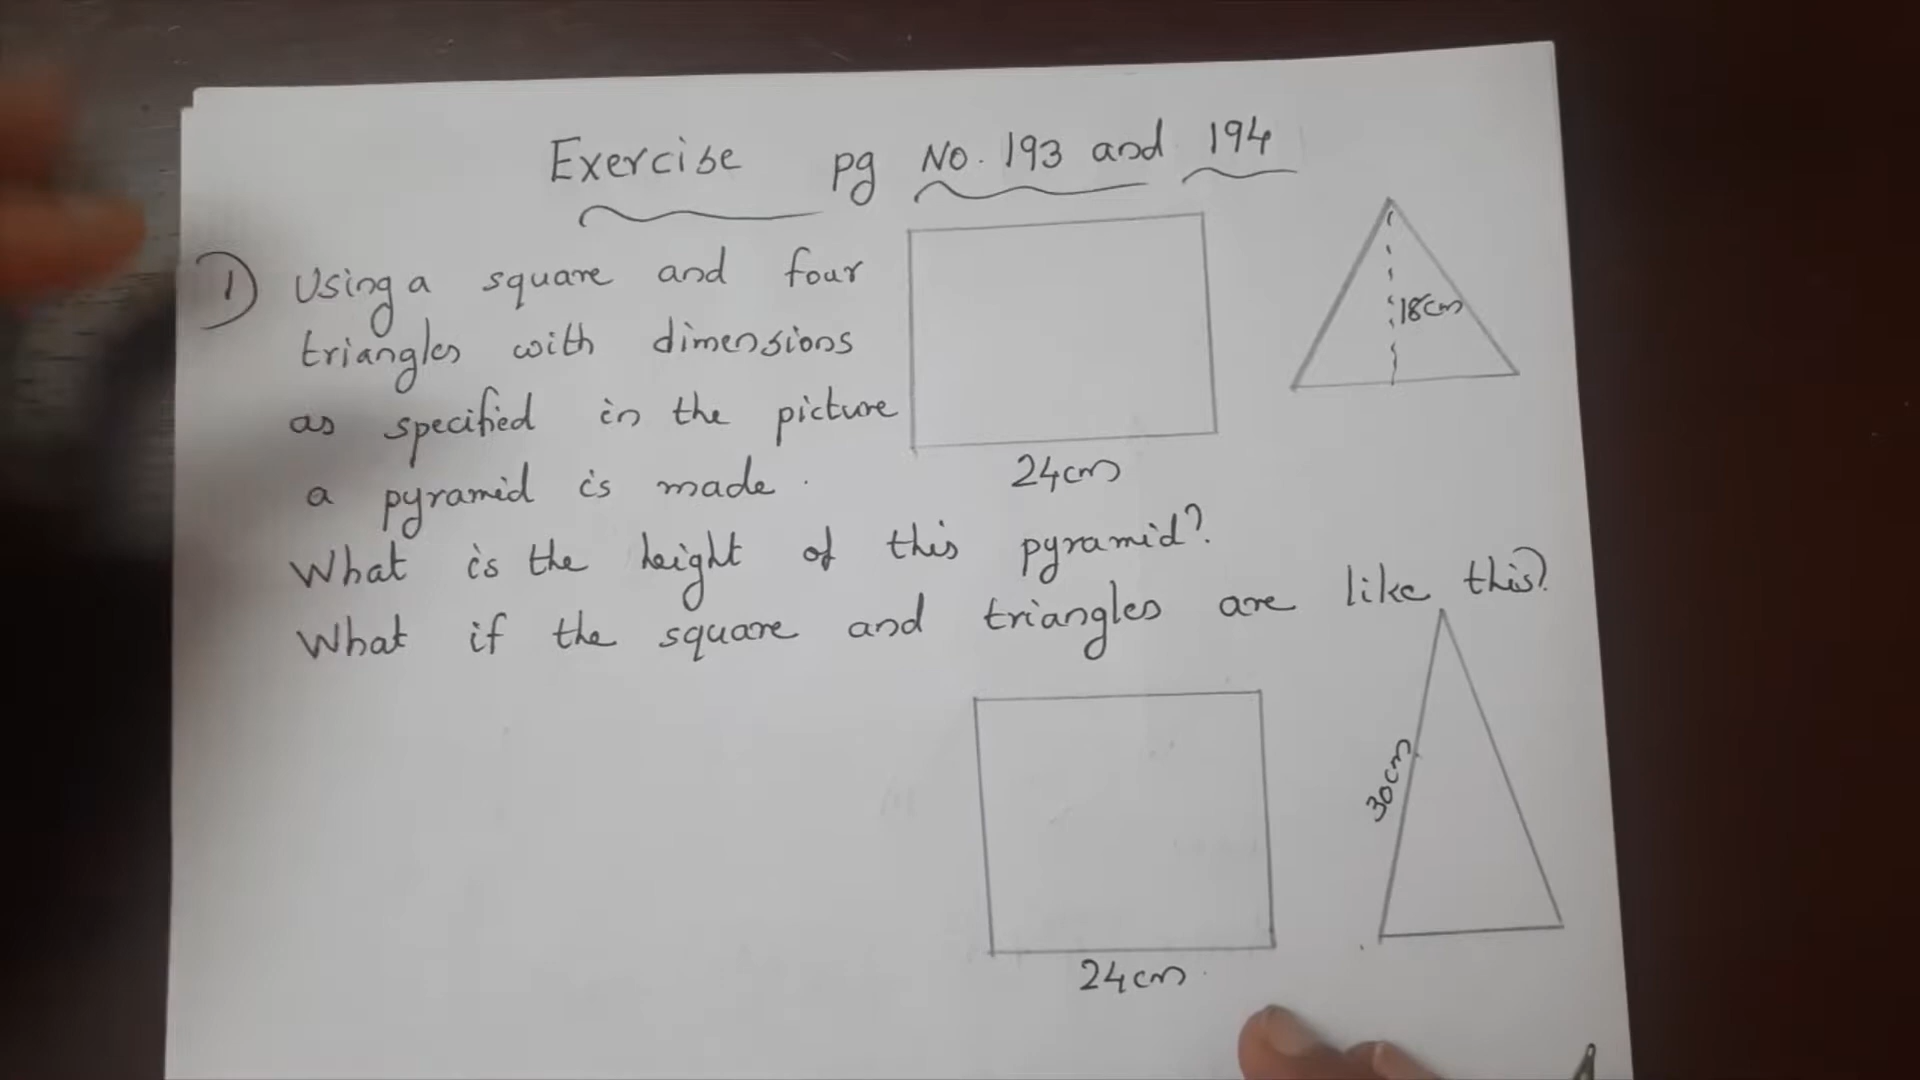 Exercise pg No. 193 and 194
1) Using a square and four
triangles with dimensions
as specified in the picture
a pyramid is made.
18cm
24cm
What is the height of this pyramid?
What if the square and triangles are like this?
30cm
24cm